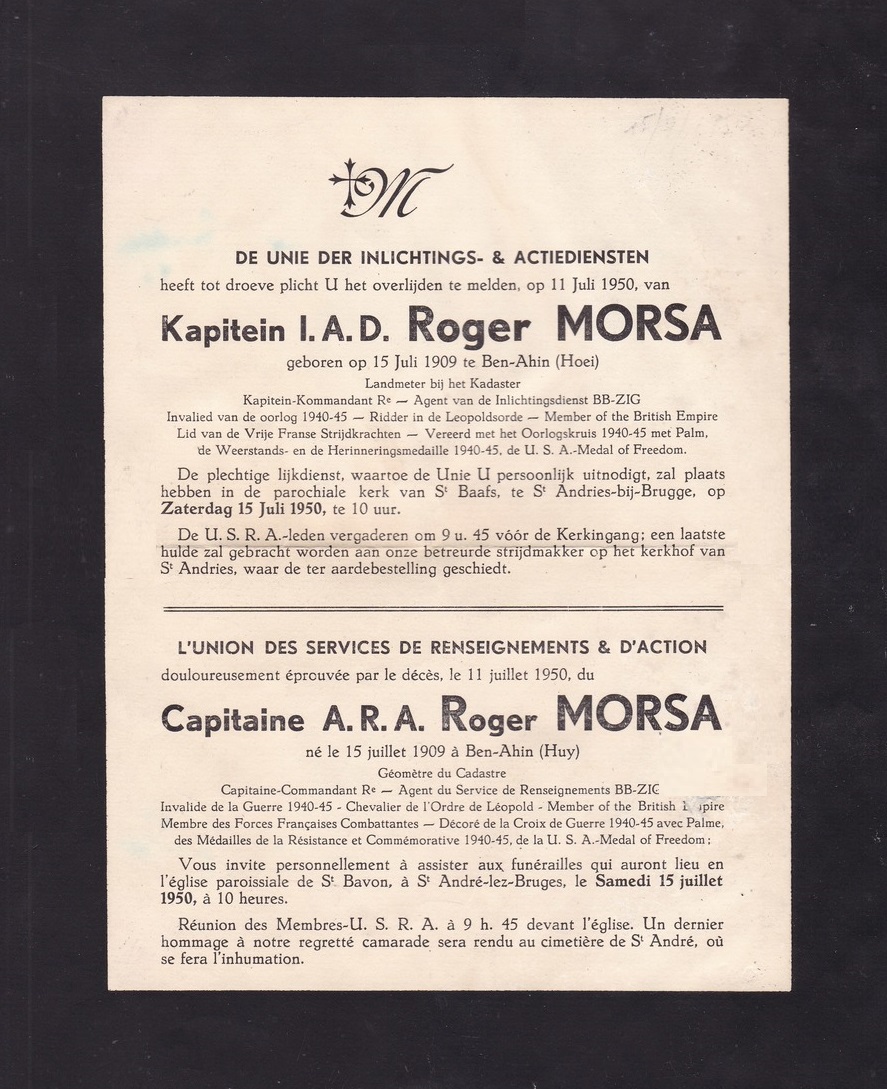 M
DE UNIE DER INLICHTINGS- & ACTIEDIENSTEN
heeft tot droeve plicht U het overlijden te melden, op 11 Juli 1950, van
Kapitein I. A. D. Roger MORSA
geboren op 15 Juli 1909 te Ben-Ahin (Hoei)
Landmeter bij het Kadaster
Kapitein-Kommandant Re — Agent van de Inlichtingsdienst BB-ZIG
Invalied van de oorlog 1940-45 — Ridder in de Leopoldsorde — Member of the British Empire
Lid van de Vrije Franse Strijdkrachten — Vereerd met het Oorlogskruis 1940-45 met Palm,
de Weerstands- en de Herinneringsmedaille 1940-45, de U. S. A.-Medal of Freedom.
De plechtige lijkdienst, waartoe de Unie U persoonlijk uitnodigt, zal plaats
hebben in de parochiale kerk van St Baafs, te St Andries-bij-Brugge, op
Zaterdag 15 Juli 1950, te 10 uur.
De U. S. R. A.-leden vergaderen om 9 u. 45 vóór de Kerkingang; een laatste
hulde zal gebracht worden aan onze betreurde strijdmakker op het kerkhof van
St Andries, waar de ter aardebestelling geschiedt.
L'UNION DES SERVICES DE RENSEIGNEMENTS & D'ACTION
douloureusement éprouvée par le décès, le 11 juillet 1950, du
Capitaine A. R. A. Roger MORSA
né le 15 juillet 1909 à Ben-Ahin (Huy)
Géomètre du Cadastre
Capitaine-Commandant Re — Agent du Service de Renseignements BB-ZIG
Invalide de la Guerre 1940-45 - Chevalier de l'Ordre de Léopold - Member of the British
Membre des Forces Françaises Combattantes — Décoré de la Croix de Guerre 1940-45 avec Palme,
des Médailles de la Résistance et Commémorative 1940-45, de la U. S. A.-Medal of Freedom ;
Vous invite personnellement à assister aux funérailles qui auront lieu en
l'église paroissiale de St Bavon, à St André-lez-Bruges, le Samedi 15 juillet
1950, à 10 heures.
Réunion des Membres-U. S. R. A. à 9 h. 45 devant l'église. Un dernier
hommage à notre regretté camarade sera rendu au cimetière de St André, où
se fera l'inhumation.